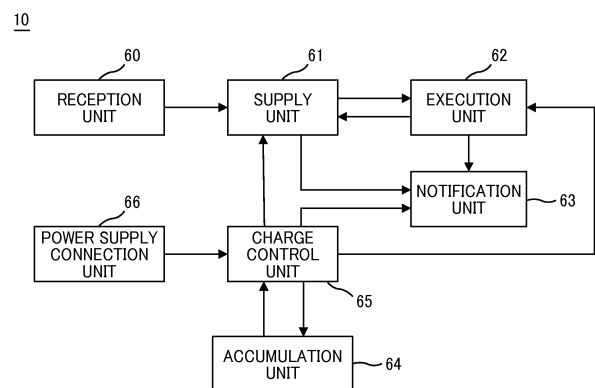 10
60
RECEPTION
UNIT
61
SUPPLY
UNIT
62
EXECUTION
UNIT
NOTIFICATION
UNIT
63
66
POWER SUPPLY
CONNECTION
UNIT
CHARGE
CONTROL
UNIT
65
ACCUMULATION
UNIT
64